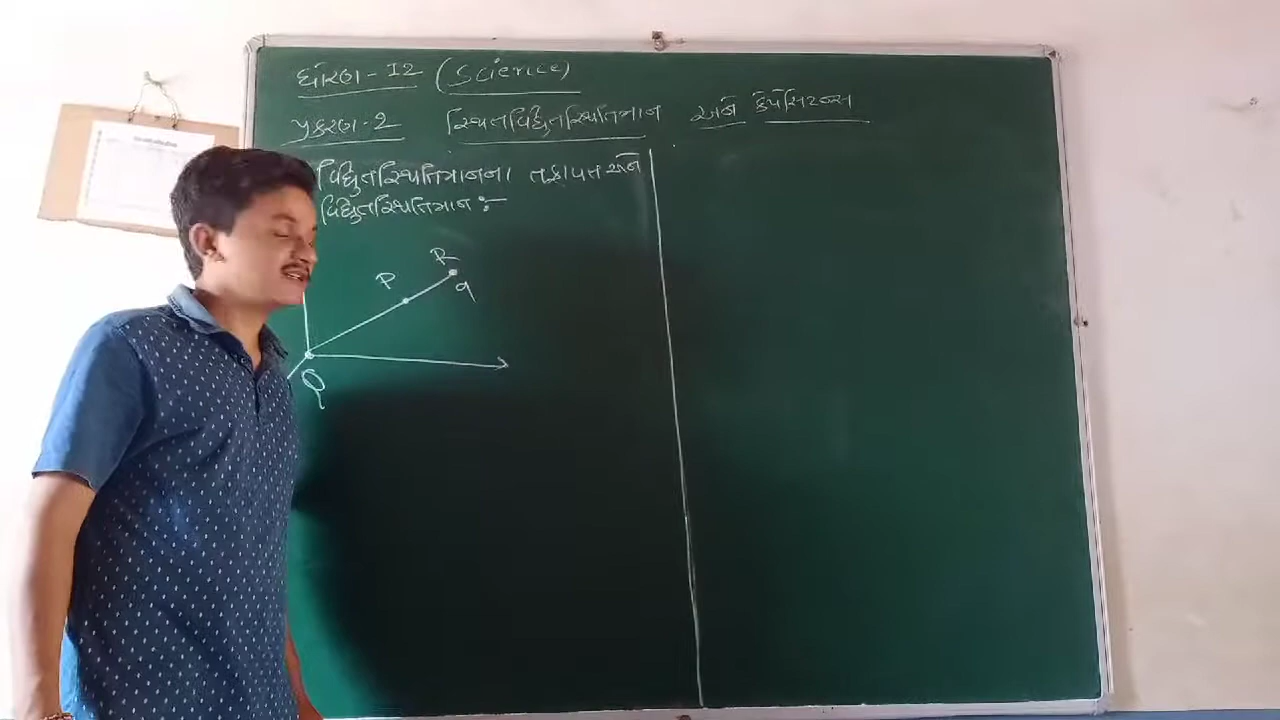 ધોરણ - 12 (Science)
પ્રકરણ - 2 સ્થિતવિદ્યુતસ્થિતિમાન અને કેપેસિટન્સ
વિદ્યુતસ્થિતિમાનના તફાવત અને
વિદ્યુતસ્થિતિમાન :-
R
P
q
Q